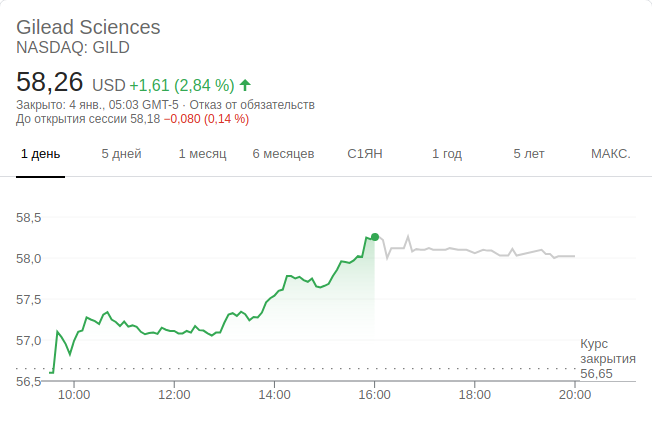 Gilead Sciences
NASDAQ: GILD
58,26 USD +1,61 (2,84 %)
Закрыто: 4 янв., 05:03 GMT-5 · Отказ от обязательств
До открытия сессии 58,18 −0,080 (0,14 %)
1 день 5 дней 1 месяц 6 месяцев С1ЯН 1 год 5 лет МАКС.
58,5
58,0
57,5
57,0
Курс
закрытия
56,65
56,5
10:00 12:00 14:00 16:00 18:00 20:00